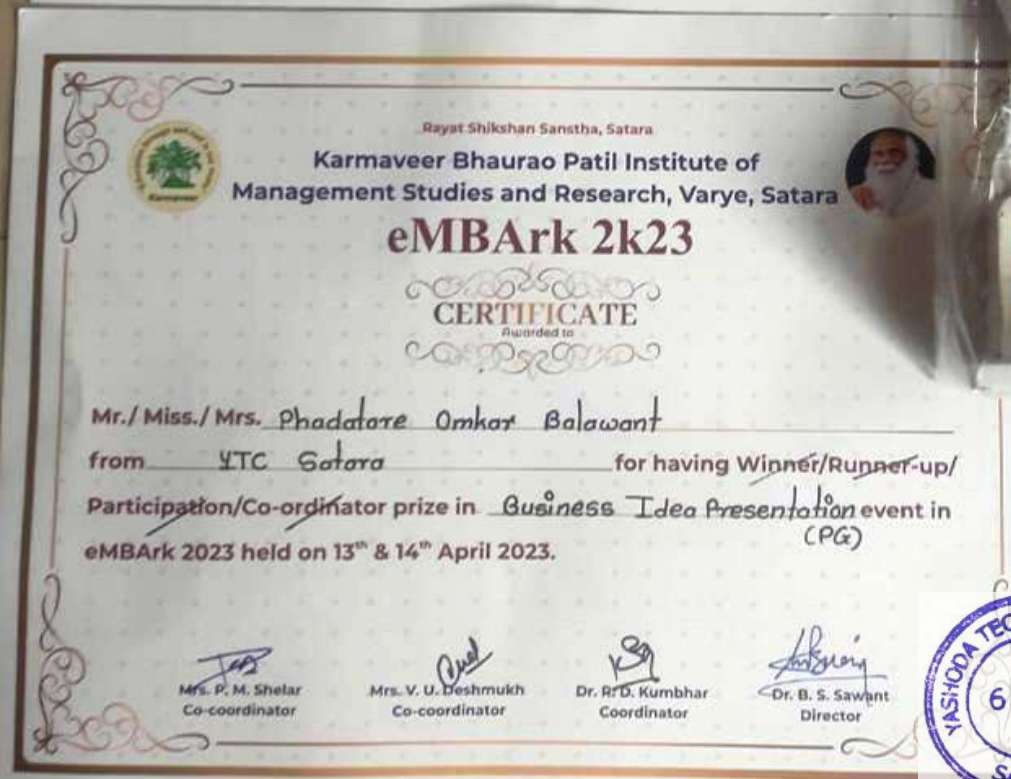 Rayat Shikshan Sanstha, Satara
Karmaveer Bhaurao Patil Institute of
Management Studies and Research, Varye, Satara
eMBArk 2k23
CERTIFICATE
Awarded to
Mr./ Miss./ Mrs. Phadatare Omkar Balawant
from YTC Satara for having Winner/Runner-up/
Participation/Co-ordinator prize in Business Idea Presentation event in
(PG)
eMBArk 2023 held on 13th & 14th April 2023.
Mrs. P. M. Shelar
Co-coordinator
Mrs. V. U. Deshmukh
Co-coordinator
Dr. R. D. Kumbhar
Coordinator
Dr. B. S. Sawant
Director
YASHODA TEC
6
Karmaveer